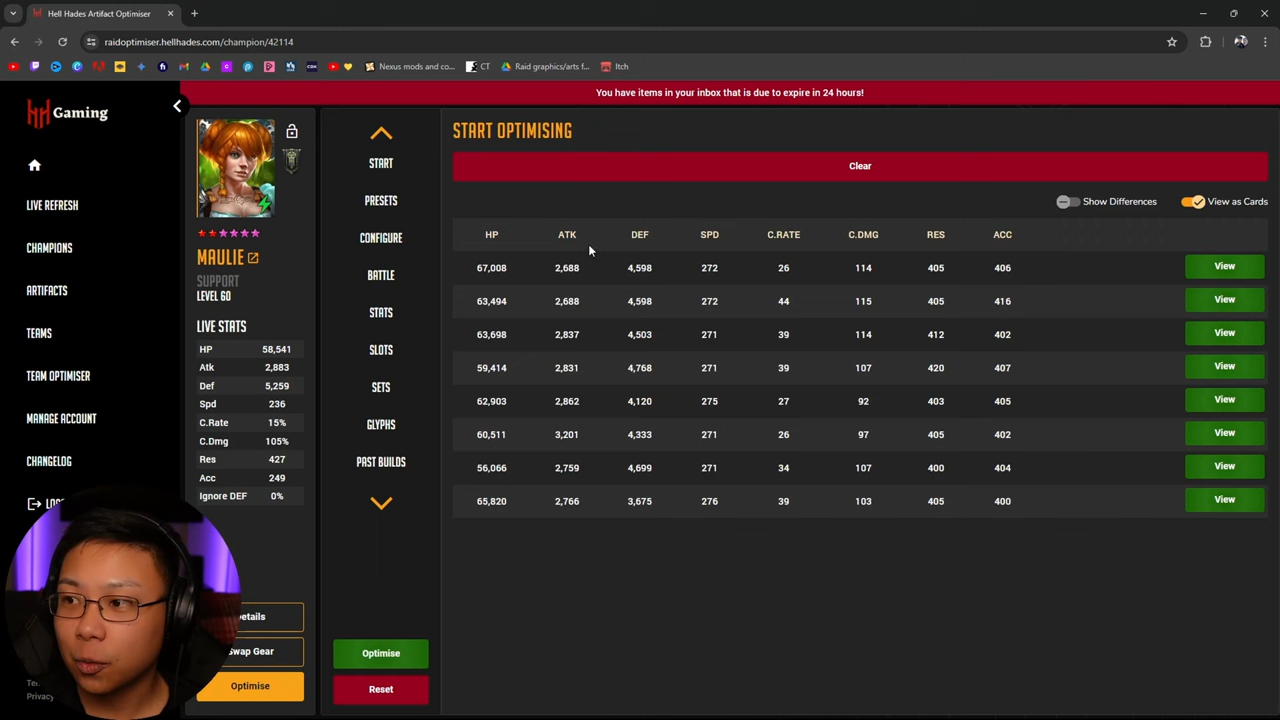 Hell Hades Artifact Optimiser
raidoptimiser.hellhades.com/champion/42114
Nexus mods and co...
CT
Raid graphics/arts f...
Itch
You have items in your inbox that is due to expire in 24 hours!
Gaming
LIVE REFRESH
CHAMPIONS
ARTIFACTS
TEAMS
TEAM OPTIMISER
MANAGE ACCOUNT
CHANGELOG
MAULIE
SUPPORT
LEVEL 60
LIVE STATS
HP 58,541
Atk 2,883
Def 5,259
Spd 236
C.Rate 15%
C.Dmg 105%
Res 427
Acc 249
Ignore DEF 0%
Swap Gear
Optimise
START
PRESETS
CONFIGURE
BATTLE
STATS
SLOTS
SETS
GLYPHS
PAST BUILDS
Optimise
Reset
START OPTIMISING
Clear
Show Differences View as Cards
HP ATK DEF SPD C.RATE C.DMG RES ACC
67,008 2,688 4,598 272 26 114 405 406 View
63,494 2,688 4,598 272 44 115 405 416 View
63,698 2,837 4,503 271 39 114 412 402 View
59,414 2,831 4,768 271 39 107 420 407 View
62,903 2,862 4,120 275 27 92 403 405 View
60,511 3,201 4,333 271 26 97 405 402 View
56,066 2,759 4,699 271 34 107 400 404 View
65,820 2,766 3,675 276 39 103 405 400 View